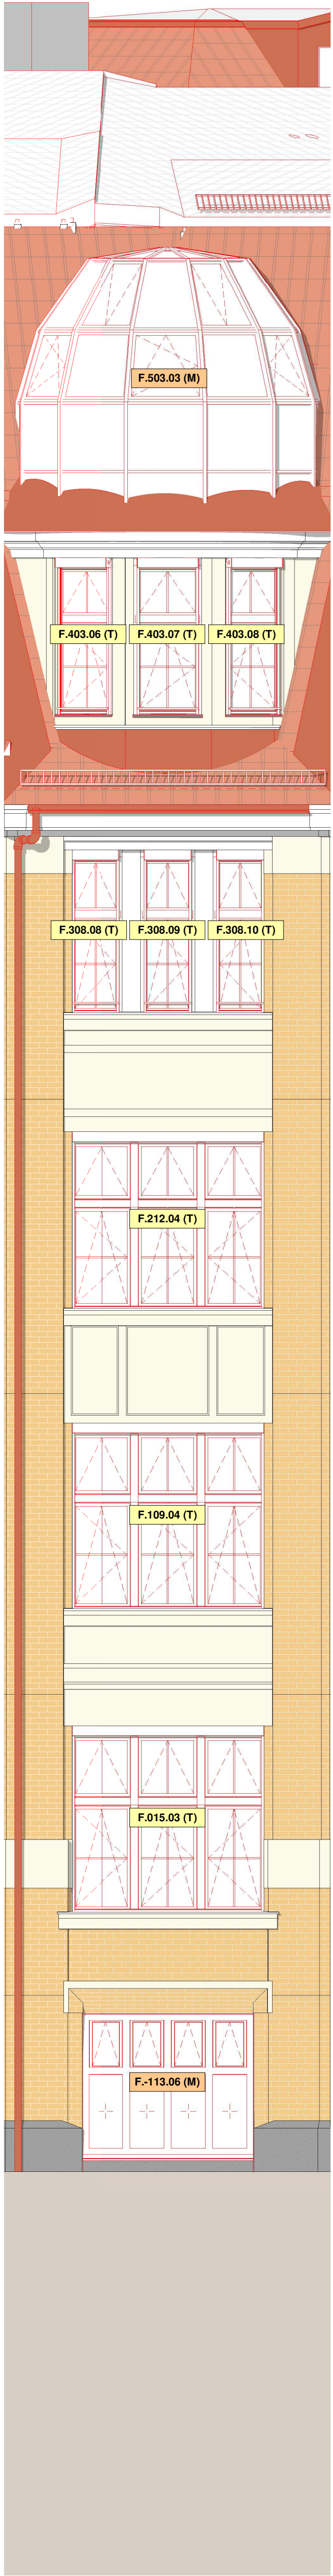 F.503.03 (M)
F.403.06 (T) F.403.07 (T) F.403.08 (T)
F.308.08 (T) F.308.09 (T) F.308.10 (T)
F.212.04 (T)
F.109.04 (T)
F.015.03 (T)
F.-113.06 (M)